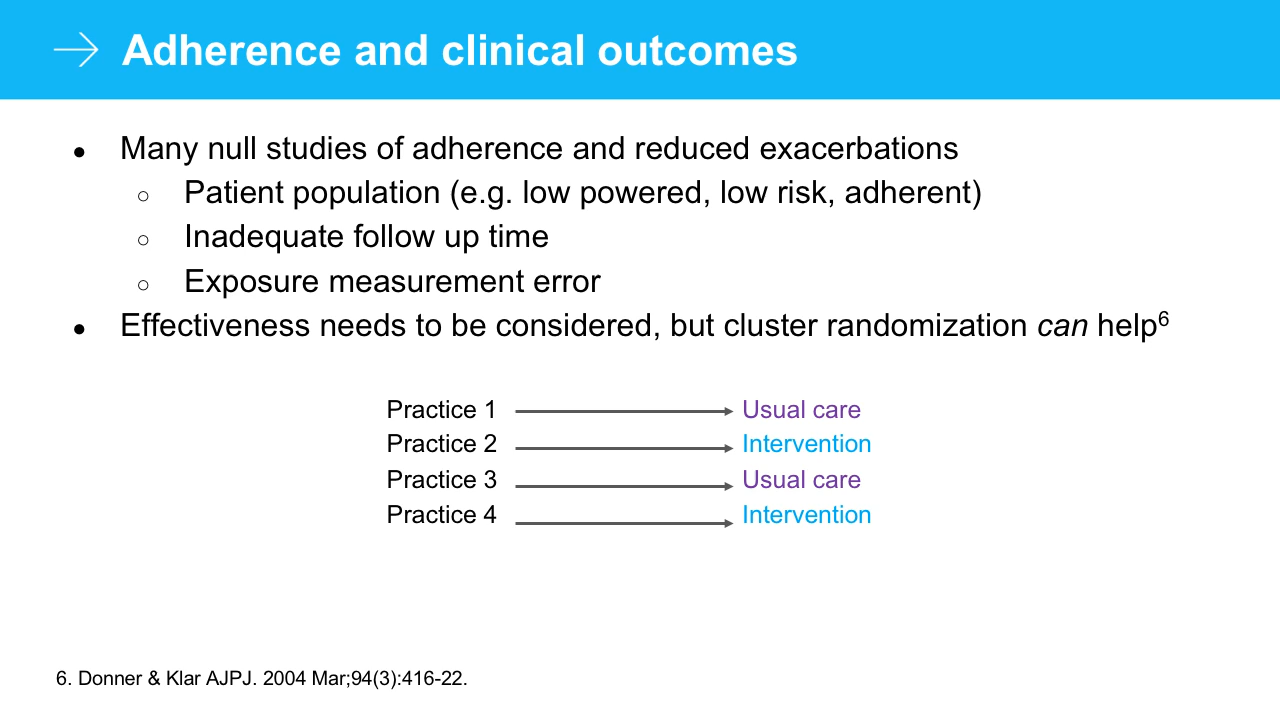 Adherence and clinical outcomes
● Many null studies of adherence and reduced exacerbations
○ Patient population (e.g. low powered, low risk, adherent)
○ Inadequate follow up time
○ Exposure measurement error
● Effectiveness needs to be considered, but cluster randomization can help6
Practice 1 Usual care
Practice 2 Intervention
Practice 3 Usual care
Practice 4 Intervention
6. Donner & Klar AJPJ. 2004 Mar;94(3):416-22.